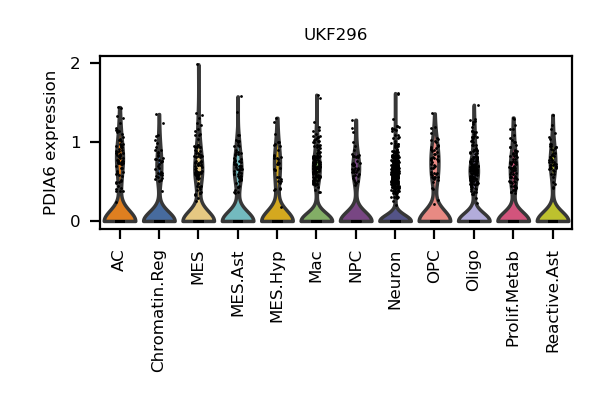 UKF296
PDIA6 expression
2
1
0
AC
Chromatin.Reg
MES
MES.Ast
MES.Hyp
Mac
NPC
Neuron
OPC
Oligo
Prolif.Metab
Reactive.Ast